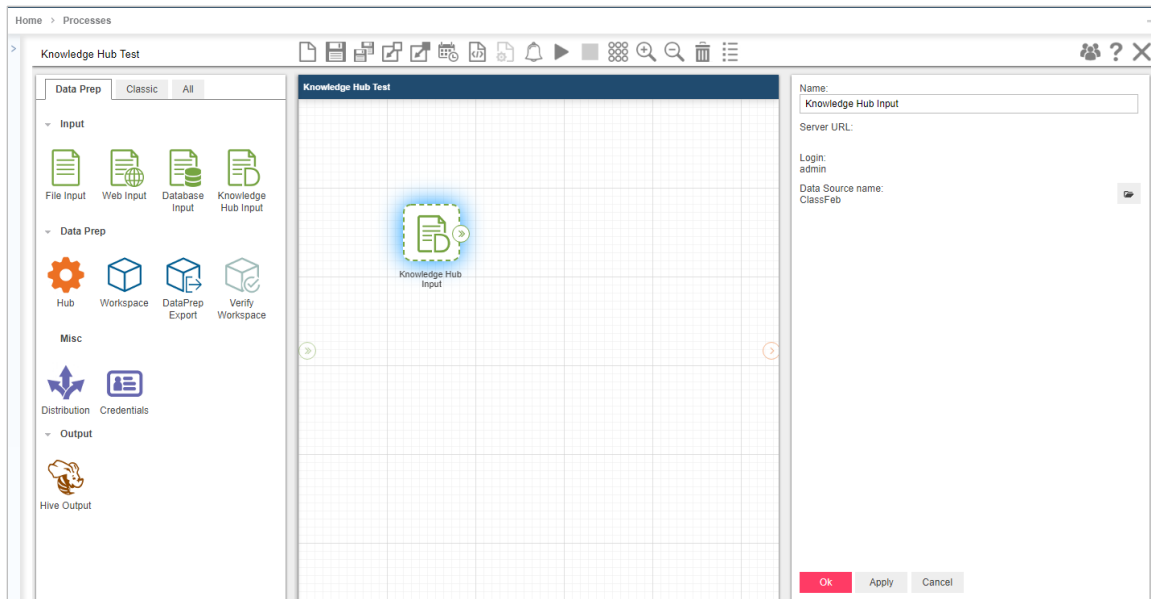 Home > Processes
Knowledge Hub Test
Data Prep Classic All
Input
File Input Web Input Database Input Knowledge Hub Input
Data Prep
Hub Workspace DataPrep Export Verify Workspace
Misc
Distribution Credentials
Output
Hive Output
Knowledge Hub Test
Knowledge Hub
Input
Name:
Knowledge Hub Input
Server URL:
Login:
admin
Data Source name:
ClassFeb
Ok Apply Cancel